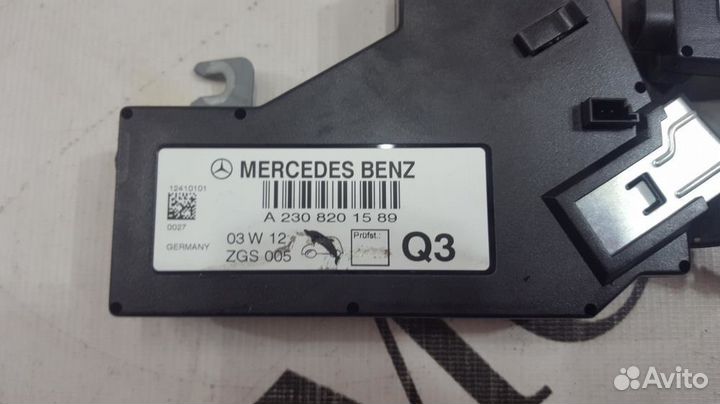 MERCEDES BENZ
12410101
A 230 820 15 89
0027
GERMANY
03 W 12
ZGS 005
Prüfst.:
Q3
Avito